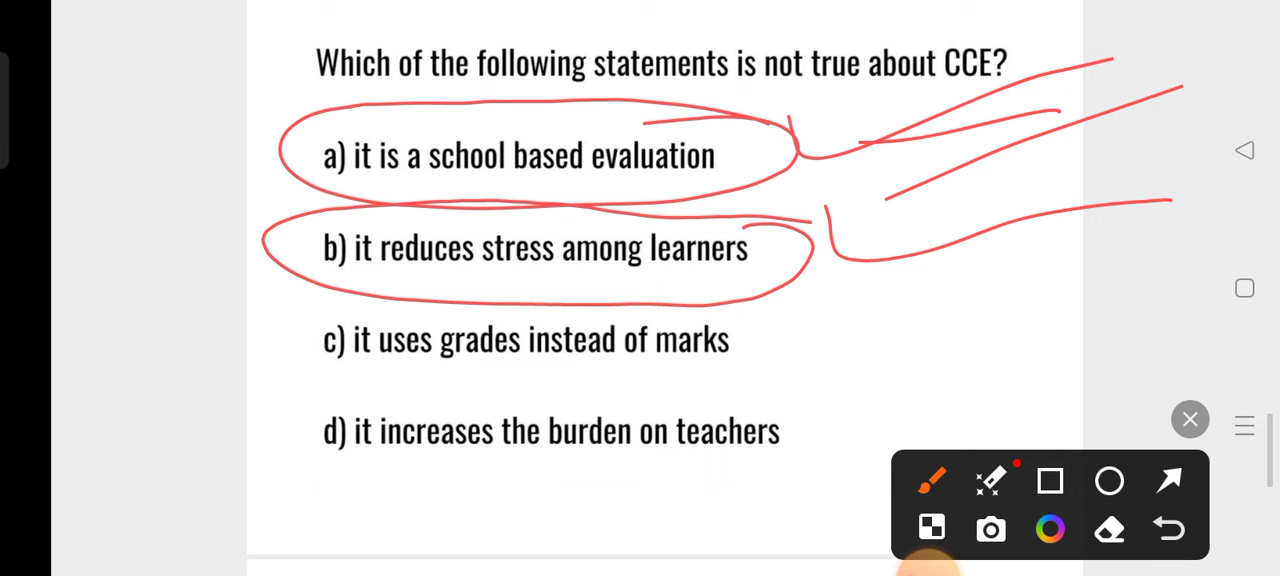 Which of the following statements is not true about CCE?
a) it is a school based evaluation
b) it reduces stress among learners
c) it uses grades instead of marks
d) it increases the burden on teachers